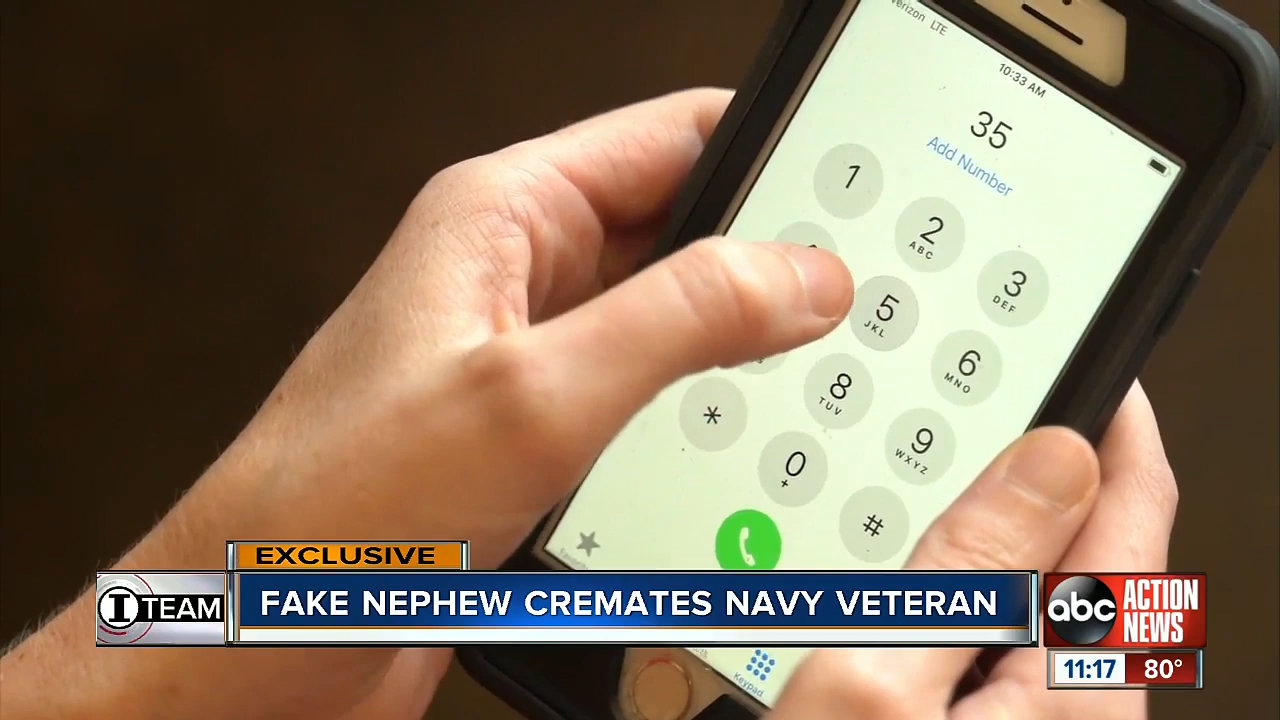 verizon LTE
10:33 AM
35
Add Number
1
2
ABC
3
DEF
5
JKL
6
MNO
8
TUV
9
WXYZ
*
0
+
#
Keypad
EXCLUSIVE
I TEAM
FAKE NEPHEW CREMATES NAVY VETERAN
abc ACTION NEWS
11:17 80°